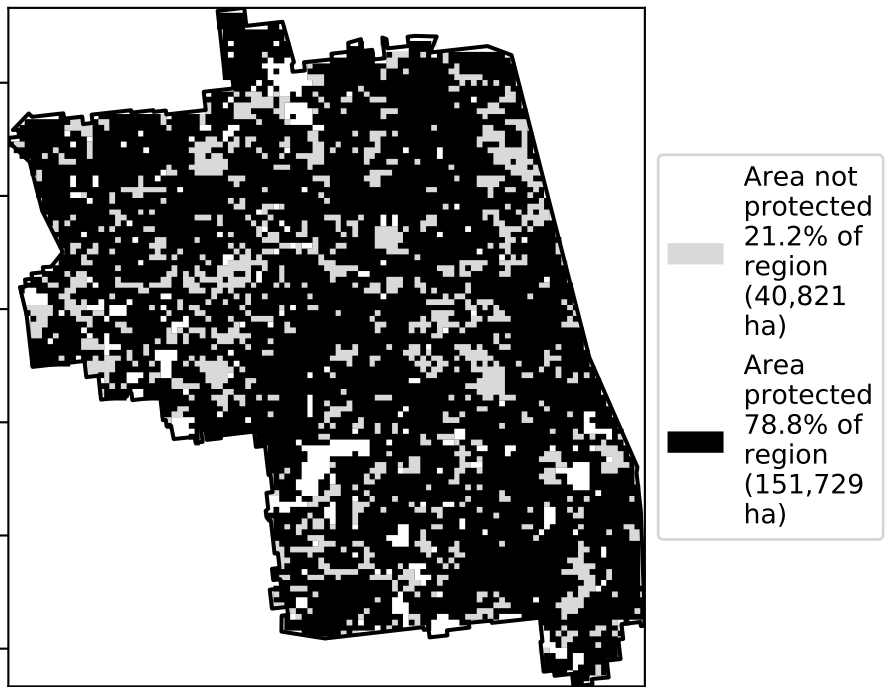 Area not
protected
21.2% of
region
(40,821
ha)
Area
protected
78.8% of
region
(151,729
ha)